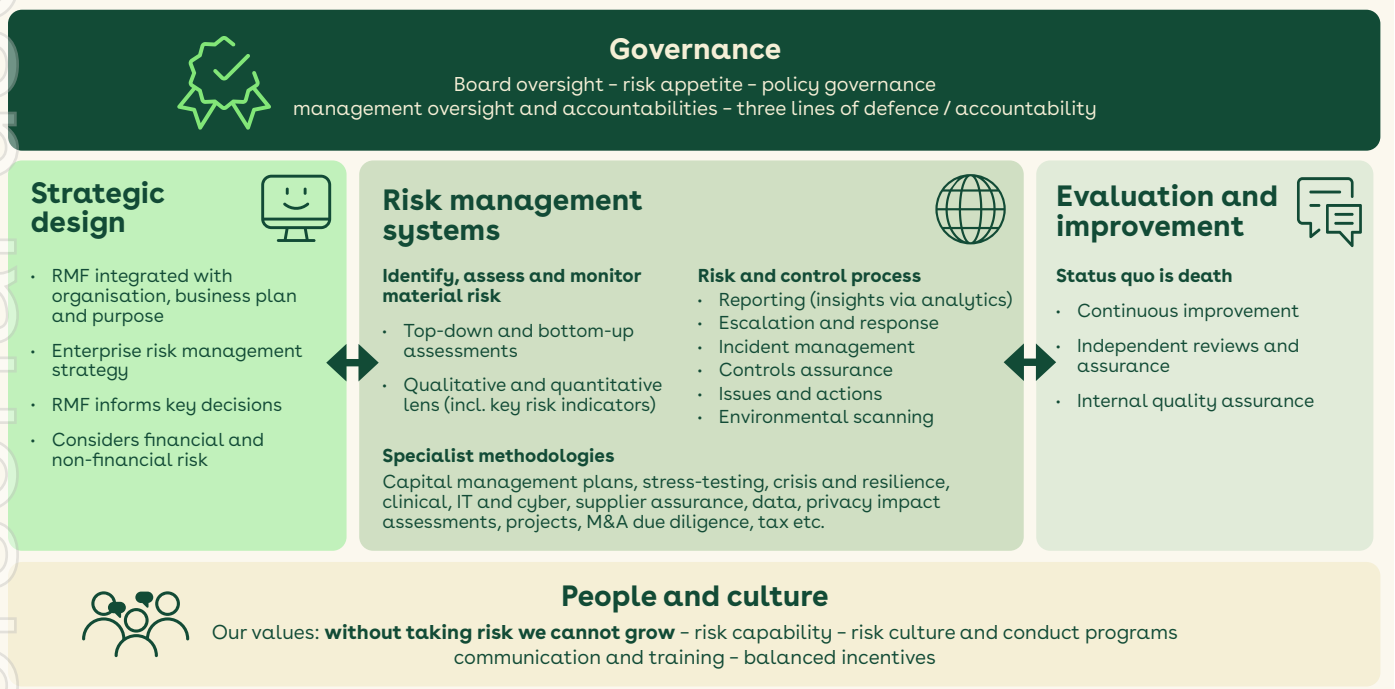 Governance
Board oversight – risk appetite – policy governance
management oversight and accountabilities – three lines of defence / accountability
Strategic
design
• RMF integrated with
organisation, business plan
and purpose
• Enterprise risk management
strategy
• RMF informs key decisions
• Considers financial and
non-financial risk
Risk management
systems
Identify, assess and monitor
material risk
• Top-down and bottom-up
assessments
• Qualitative and quantitative
lens (incl. key risk indicators)
Risk and control process
• Reporting (insights via analytics)
• Escalation and response
• Incident management
• Controls assurance
• Issues and actions
• Environmental scanning
Specialist methodologies
Capital management plans, stress-testing, crisis and resilience,
clinical, IT and cyber, supplier assurance, data, privacy impact
assessments, projects, M&A due diligence, tax etc.
Evaluation and
improvement
Status quo is death
• Continuous improvement
• Independent reviews and
assurance
• Internal quality assurance
People and culture
Our values: without taking risk we cannot grow – risk capability – risk culture and conduct programs
communication and training – balanced incentives